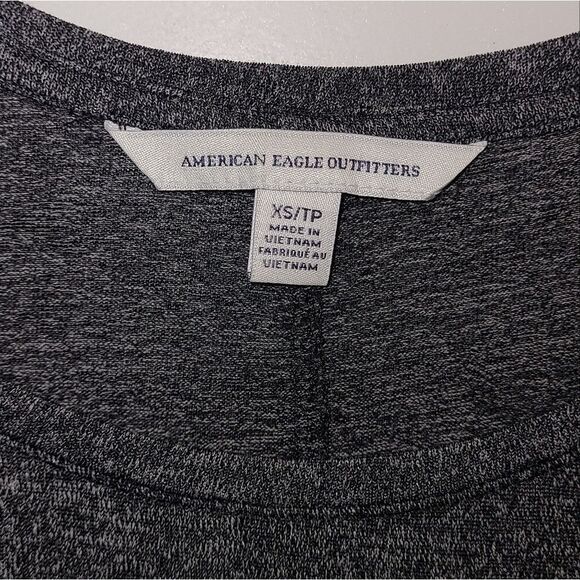 AMERICAN EAGLE OUTFITTERS
XS/TP
MADE IN
VIETNAM
FABRIQUÉ AU
VIETNAM